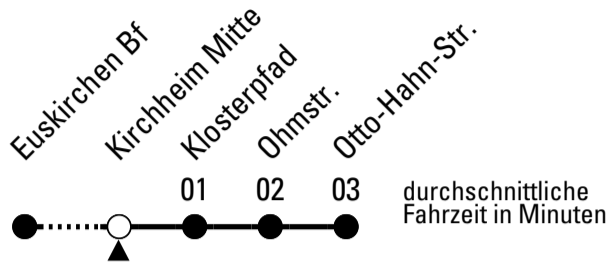 Euskirchen Bf
Kirchheim Mitte
Klosterpfad
Ohmstr.
Otto-Hahn-Str.
01 02 03
durchschnittliche
Fahrzeit in Minuten